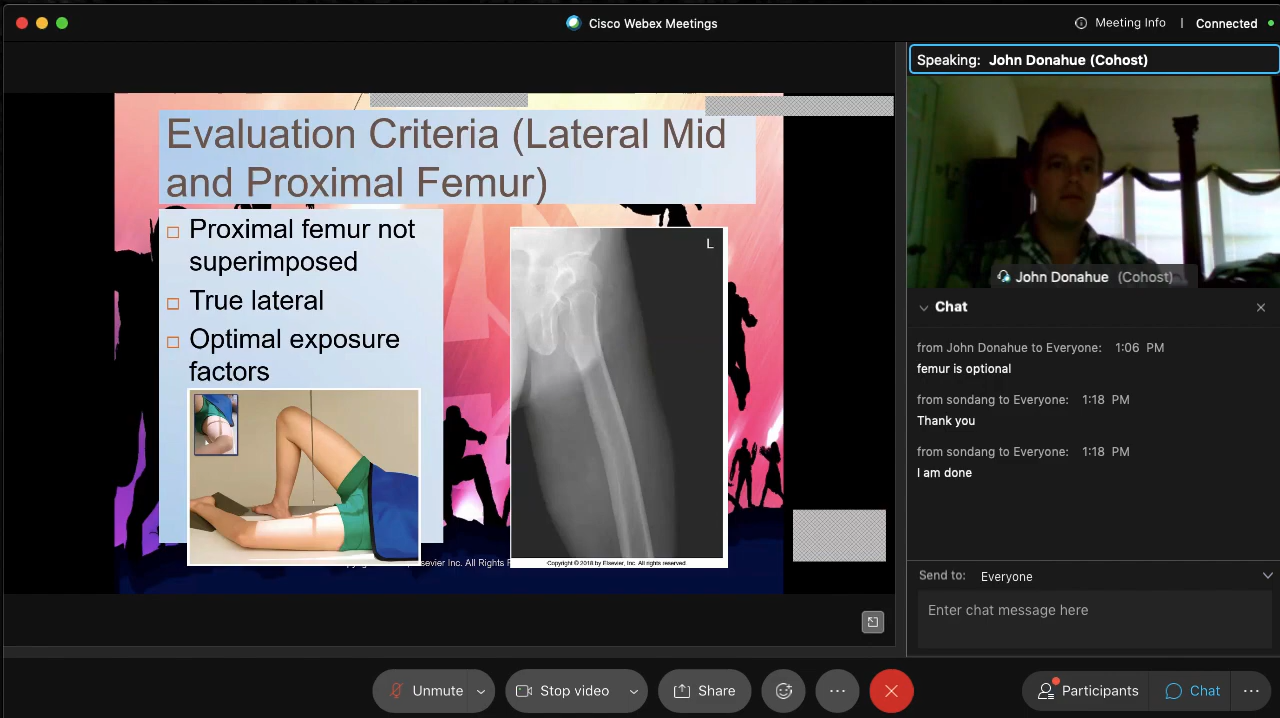 Cisco Webex Meetings
Meeting Info
Connected
Speaking: John Donahue (Cohost)
Evaluation Criteria (Lateral Mid
and Proximal Femur)
Proximal femur not
superimposed
True lateral
Optimal exposure
factors
L
Elsevier Inc. All Rights
Copyright © 2018 by Elsevier, Inc. All rights reserved.
John Donahue (Cohost)
Chat
from John Donahue to Everyone: 1:06 PM
femur is optional
from sondang to Everyone: 1:18 PM
Thank you
from sondang to Everyone: 1:18 PM
I am done
Send to: Everyone
Enter chat message here
Unmute
Stop video
Share
Participants
Chat